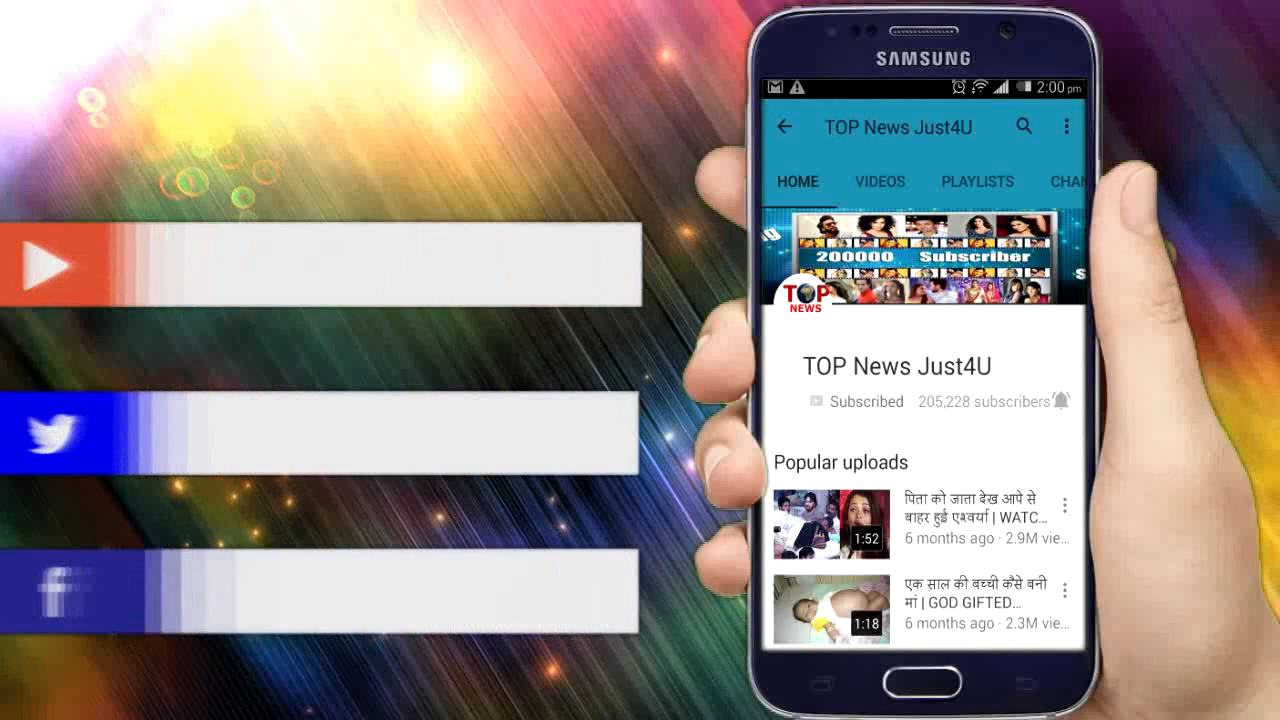 SAMSUNG
2:00 pm
TOP News Just4U
HOME VIDEOS PLAYLISTS CHAN
200000 Subscriber
TOP
NEWS
TOP News Just4U
Subscribed 205,228 subscribers
Popular uploads
पिता को जाता देख आपे से
बाहर हुई एश्वर्या | WATC...
6 months ago · 2.9M vie...
1:52
एक साल की बच्ची कैसे बनी
मां | GOD GIFTED...
6 months ago · 2.3M vie...
1:18